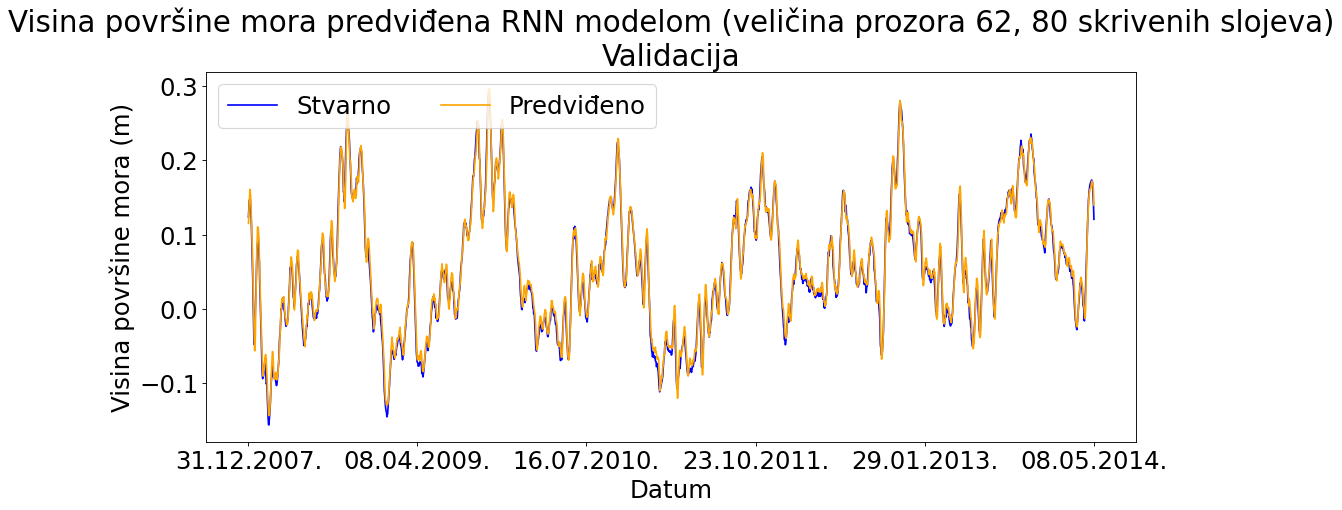 Visina površine mora predviđena RNN modelom (veličina prozora 62, 80 skrivenih slojeva)
Validacija
Stvarno
Predviđeno
Visina površine mora (m)
0.3
0.2
0.1
0.0
−0.1
31.12.2007.
08.04.2009.
16.07.2010.
23.10.2011.
29.01.2013.
08.05.2014.
Datum